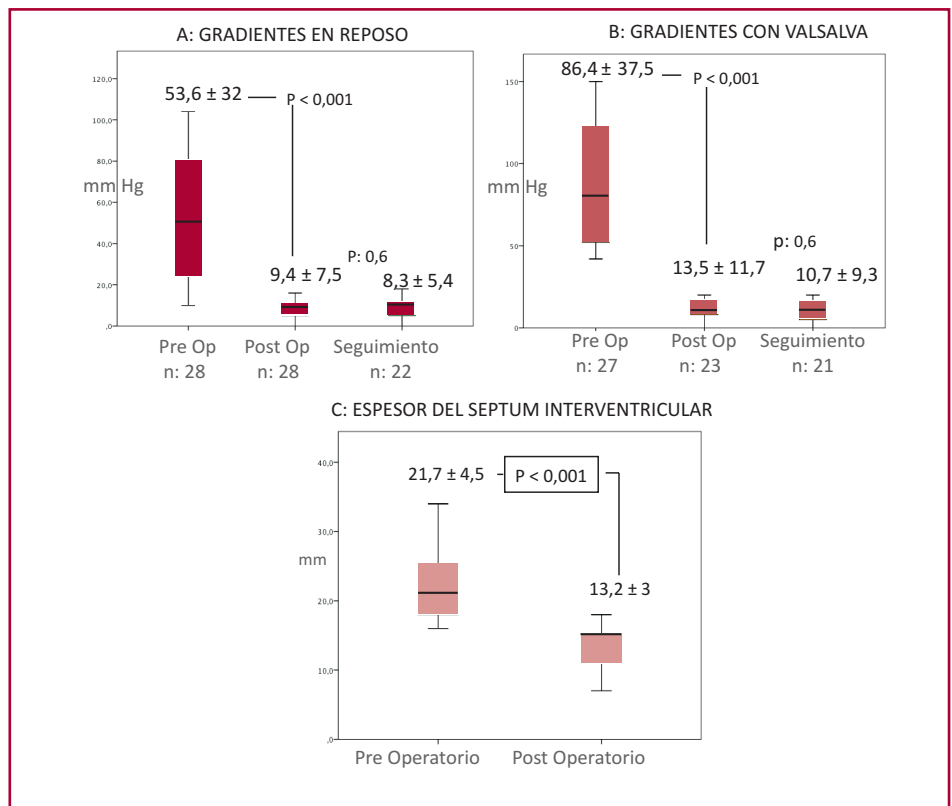 A: GRADIENTES EN REPOSO
120,0
100,0
80,0
60,0
40,0
20,0
,0
mm Hg
53,6 ± 32
P < 0,001
9,4 ± 7,5
P: 0,6
8,3 ± 5,4
Pre Op
n: 28
Post Op
n: 28
Seguimiento
n: 22
B: GRADIENTES CON VALSALVA
150
100
50
0
mm Hg
86,4 ± 37,5
P < 0,001
13,5 ± 11,7
p: 0,6
10,7 ± 9,3
Pre Op
n: 27
Post Op
n: 23
Seguimiento
n: 21
C: ESPESOR DEL SEPTUM INTERVENTRICULAR
40,0
30,0
20,0
10,0
,0
mm
21,7 ± 4,5
P < 0,001
13,2 ± 3
Pre Operatorio
Post Operatorio